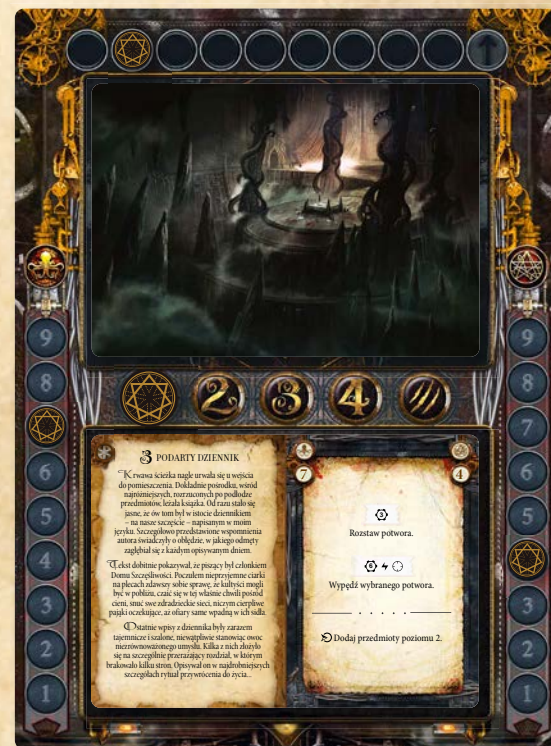 9
8
6
5
4
3
2
1
9
8
7
6
5
3
2
1
2
3
4
3 PODARTY DZIENNIK
Krwawa ścieżka nagle urwała się u wejścia
do pomieszczenia. Dokładnie pośrodku, wśród
najróżniejszych, rozrzuconych po podłodze
przedmiotów, leżała książka. Od razu stało się
jasne, że ów tom był w istocie dziennikiem
– na nasze szczęście – napisanym w moim
języku. Szczegółowo przedstawione wspomnienia
autora świadczyły o obłędzie, w jakiego odmęty
zagłębiał się z każdym opisywanym dniem.
Tekst dobitnie pokazywał, że piszący był członkiem
Domu Szczęśliwości. Poczułem nieprzyjemne ciarki
na plecach zdawszy sobie sprawę, że kultyści mogli
być w pobliżu, czaić się w tej właśnie chwili pośród
cieni, snuć swe zdradzieckie sieci, niczym cierpliwe
pająki oczekujące, aż ofiary same wpadną w ich sidła.
Ostatnie wpisy z dziennika były zarazem
tajemnicze i szalone, niewątpliwie stanowiąc owoc
niezrównoważonego umysłu. Kilka z nich złożyło
się na szczególnie przerażający rozdział, w którym
brakowało kilku stron. Opisywał on w najdrobniejszych
szczegółach rytuał przywrócenia do życia...
7
4
3
Rozstaw potwora.
6
Wypędź wybranego potwora.
Dodaj przedmioty poziomu 2.